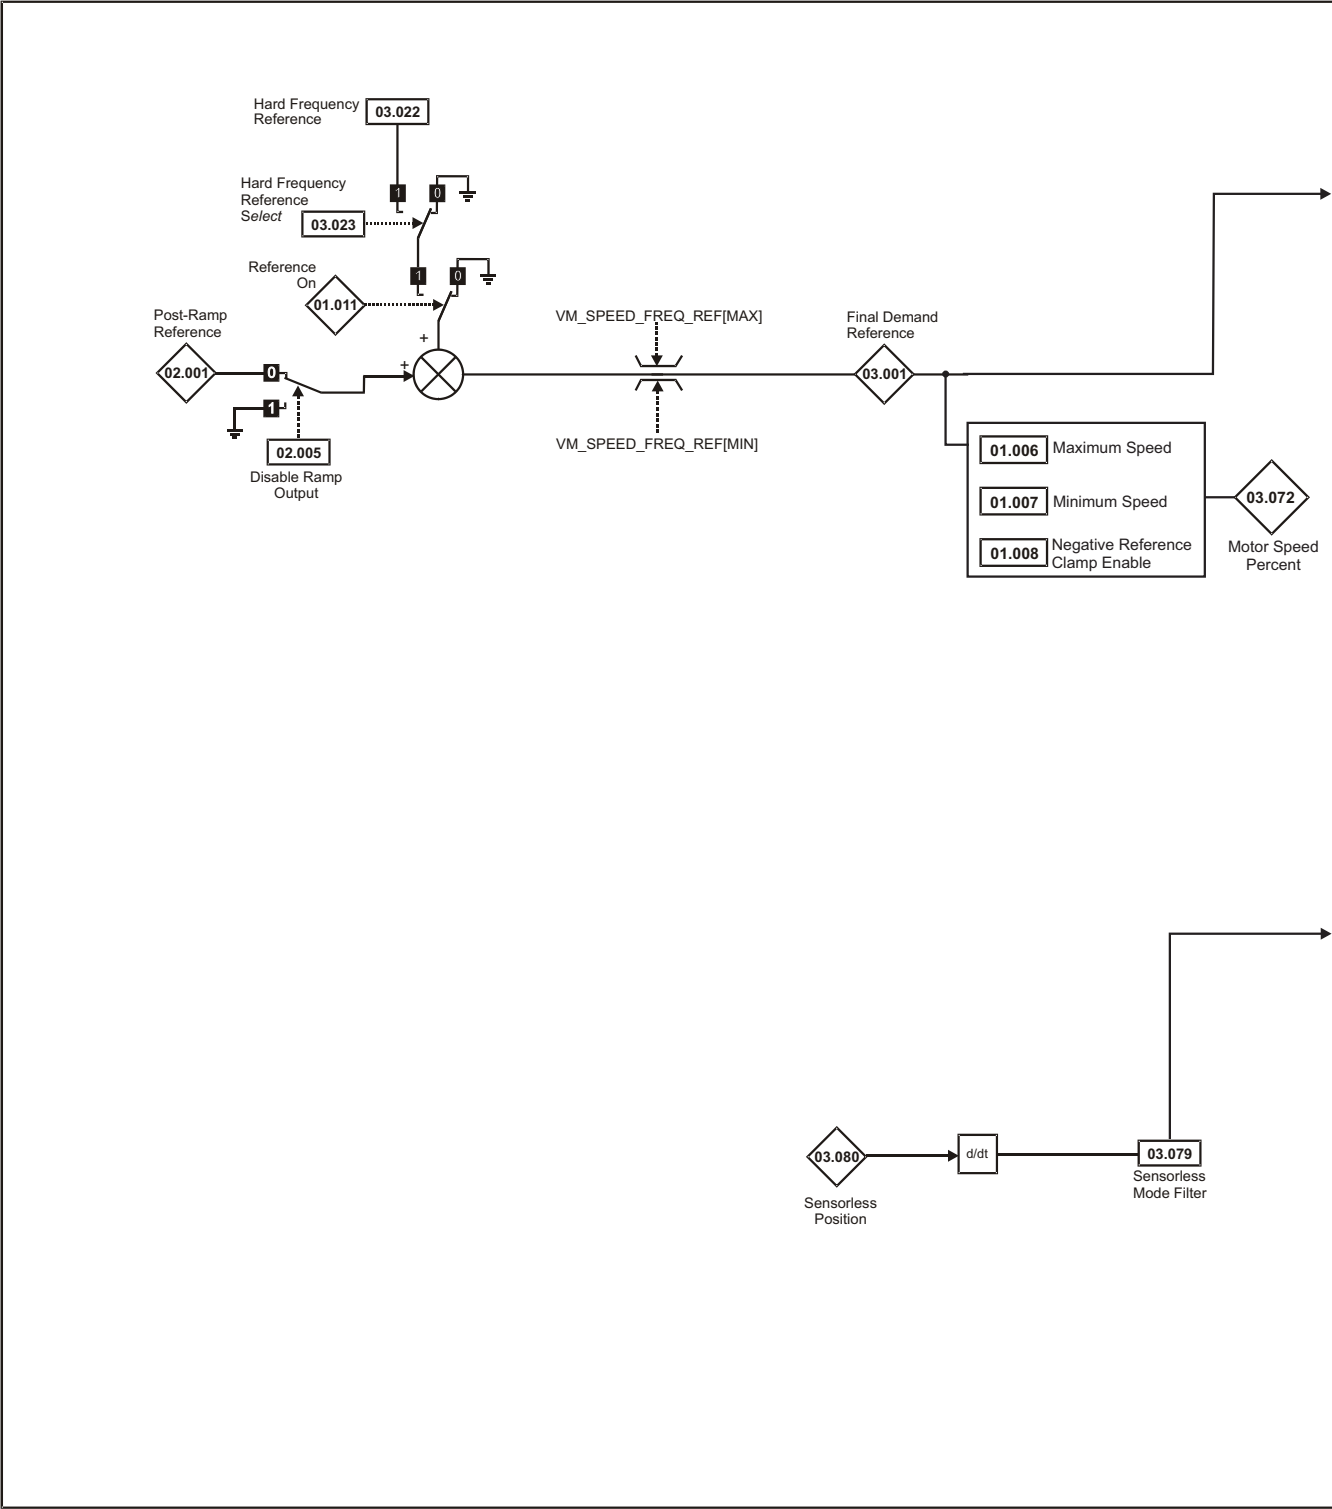 Hard Frequency
Reference
03.022
Hard Frequency
Reference
Select
1
0
03.023
Reference
On
1
0
01.011
Post-Ramp
Reference
+
+
02.001
0
1
02.005
Disable Ramp
Output
VM_SPEED_FREQ_REF[MAX]
VM_SPEED_FREQ_REF[MIN]
Final Demand
Reference
03.001
01.006 Maximum Speed
01.007 Minimum Speed
01.008 Negative Reference
Clamp Enable
03.072
Motor Speed
Percent
03.080
Sensorless
Position
d/dt
03.079
Sensorless
Mode Filter